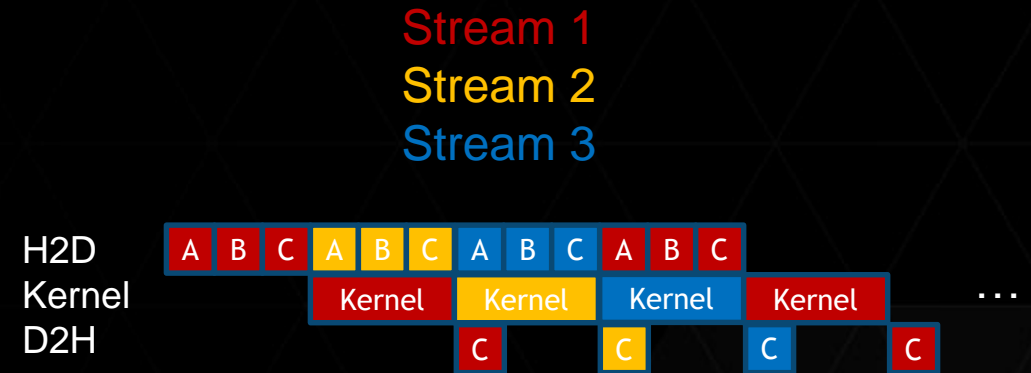 Stream 1
Stream 2
Stream 3
H2D A B C A B C A B C A B C
Kernel Kernel Kernel Kernel Kernel ...
D2H C C C C